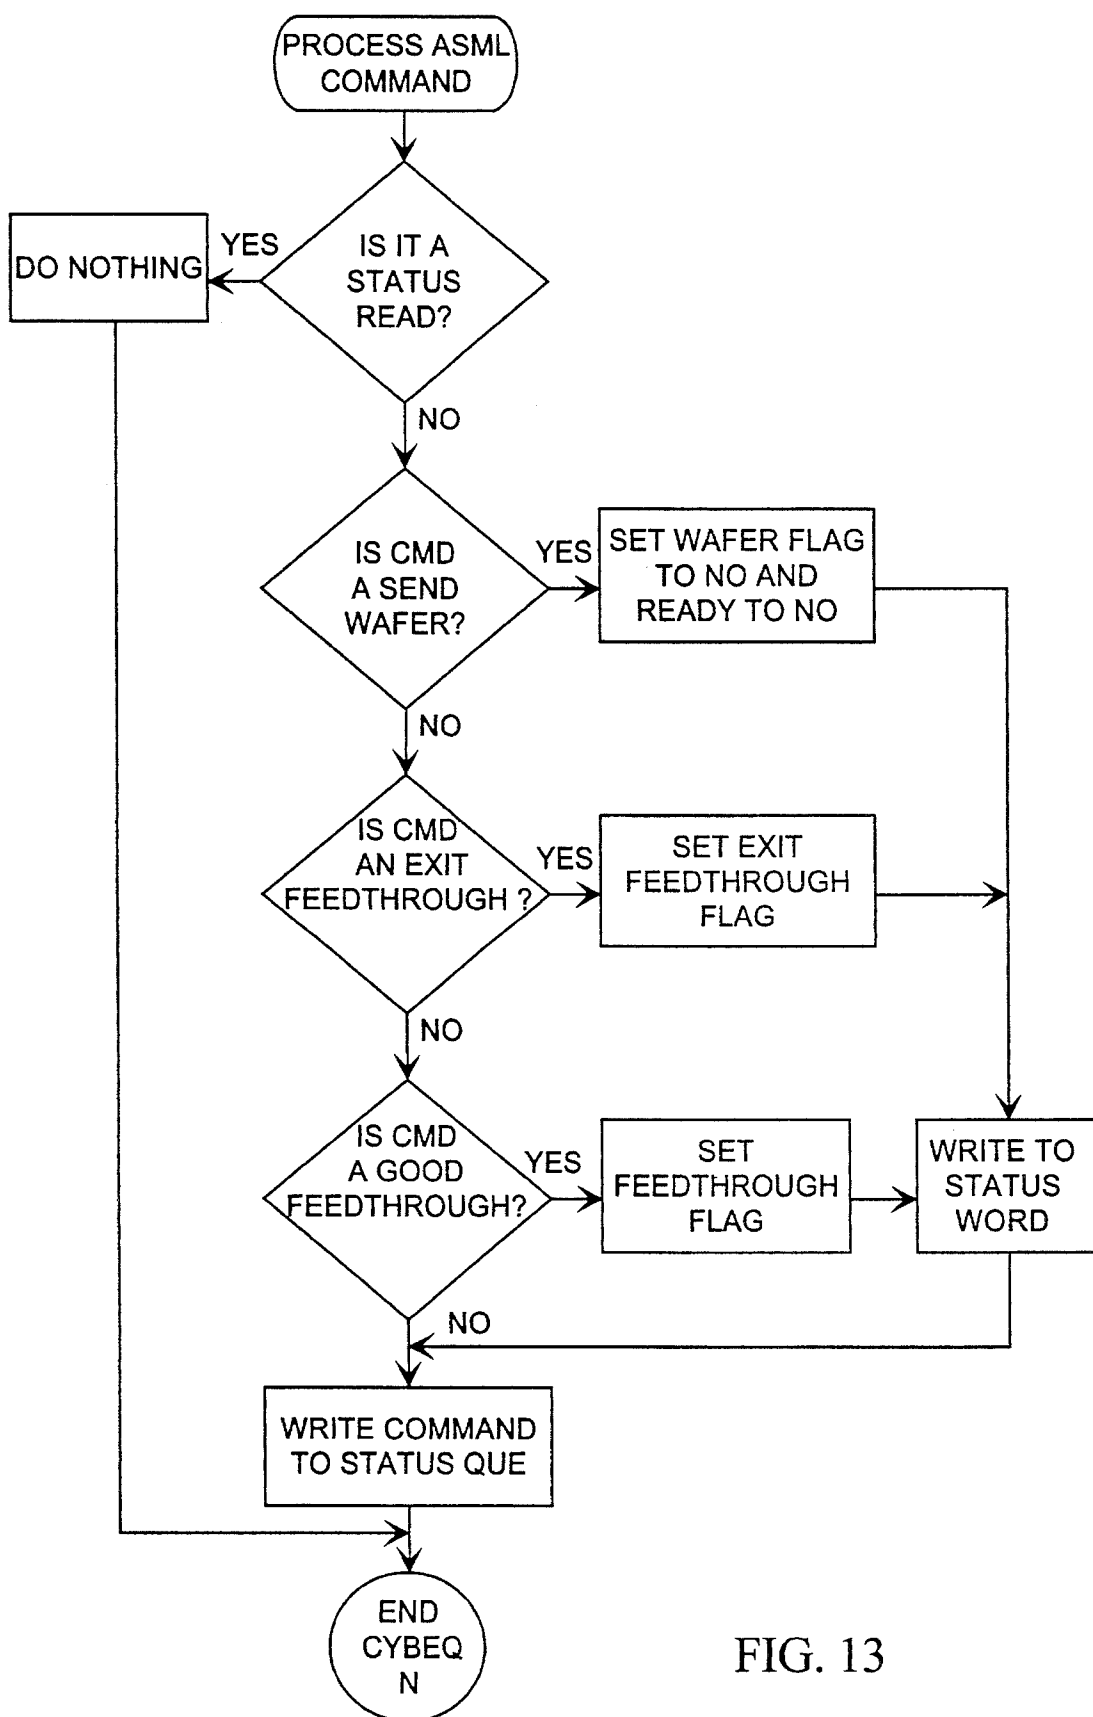 PROCESS ASML
COMMAND
IS IT A
STATUS
READ?
YES
DO NOTHING
NO
IS CMD
A SEND
WAFER?
YES
SET WAFER FLAG
TO NO AND
READY TO NO
NO
IS CMD
AN EXIT
FEEDTHROUGH ?
YES
SET EXIT
FEEDTHROUGH
FLAG
NO
IS CMD
A GOOD
FEEDTHROUGH?
YES
SET
FEEDTHROUGH
FLAG
WRITE TO
STATUS
WORD
NO
WRITE COMMAND
TO STATUS QUE
END
CYBEQ
N
FIG. 13